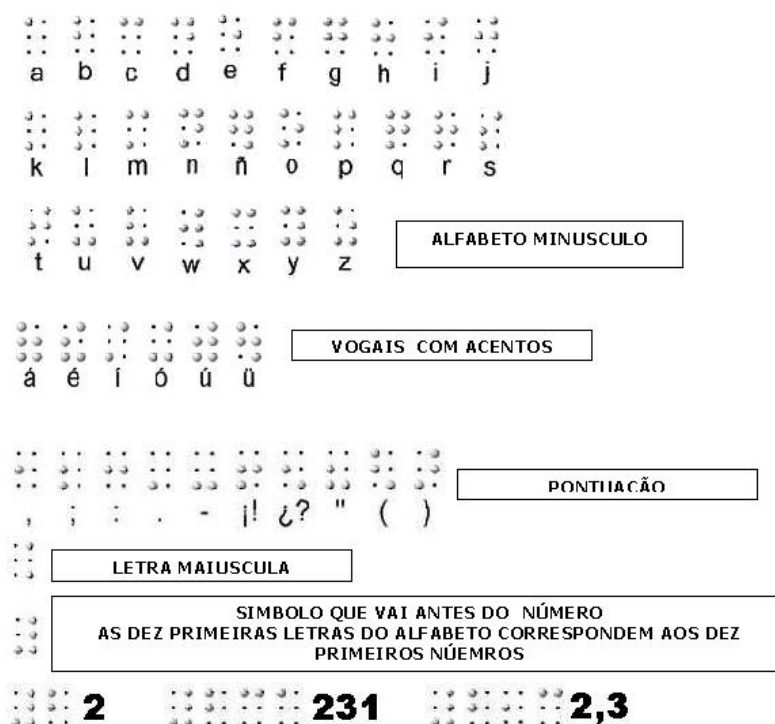 a b c d e f g h i j
k l m n ñ o p q r s
t u v w x y z
ALFABETO MINUSCULO
á é í ó ú ü
VOGAIS COM ACENTOS
, ; : . - ¡! ¿? " ( )
PONTUACÃO
LETRA MAIUSCULA
SIMBOLO QUE VAI ANTES DO NÚMERO
AS DEZ PRIMEIRAS LETRAS DO ALFABETO CORRESPONDEM AOS DEZ
PRIMEIROS NÚEMROS
2 231 2,3